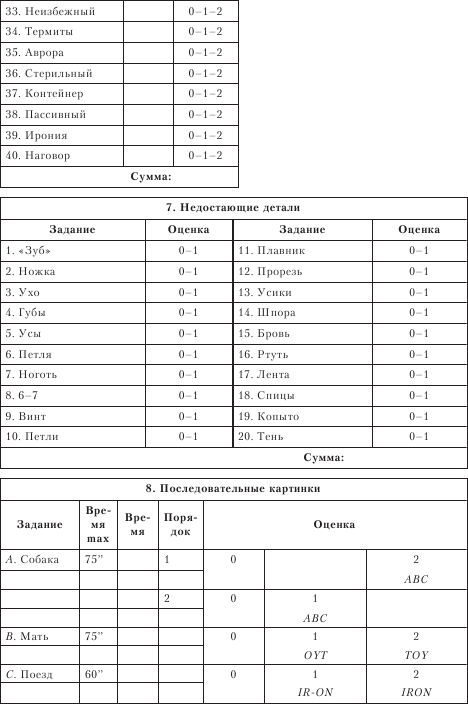 33. Неизбежный 0–1–2
34. Термиты 0–1–2
35. Аврора 0–1–2
36. Стерильный 0–1–2
37. Контейнер 0–1–2
38. Пассивный 0–1–2
39. Ирония 0–1–2
40. Наговор 0–1–2
Сумма:
7. Недостающие детали
Задание Оценка Задание Оценка
1. «Зуб» 0–1 11. Плавник 0–1
2. Ножка 0–1 12. Прорезь 0–1
3. Ухо 0–1 13. Усики 0–1
4. Губы 0–1 14. Шпора 0–1
5. Усы 0–1 15. Бровь 0–1
6. Петля 0–1 16. Ртуть 0–1
7. Ноготь 0–1 17. Лента 0–1
8. 6–7 0–1 18. Спицы 0–1
9. Винт 0–1 19. Копыто 0–1
10. Петли 0–1 20. Тень 0–1
Сумма:
8. Последовательные картинки
Задание Вре-
мя
max Вре-
мя Поря-
док Оценка
A. Собака 75’’ 1 0 2
ABC
2 0 1
ABC
B. Мать 75’’ 0 1 2
OYT TOY
C. Поезд 60’’ 0 1 2
IR-ON IRON